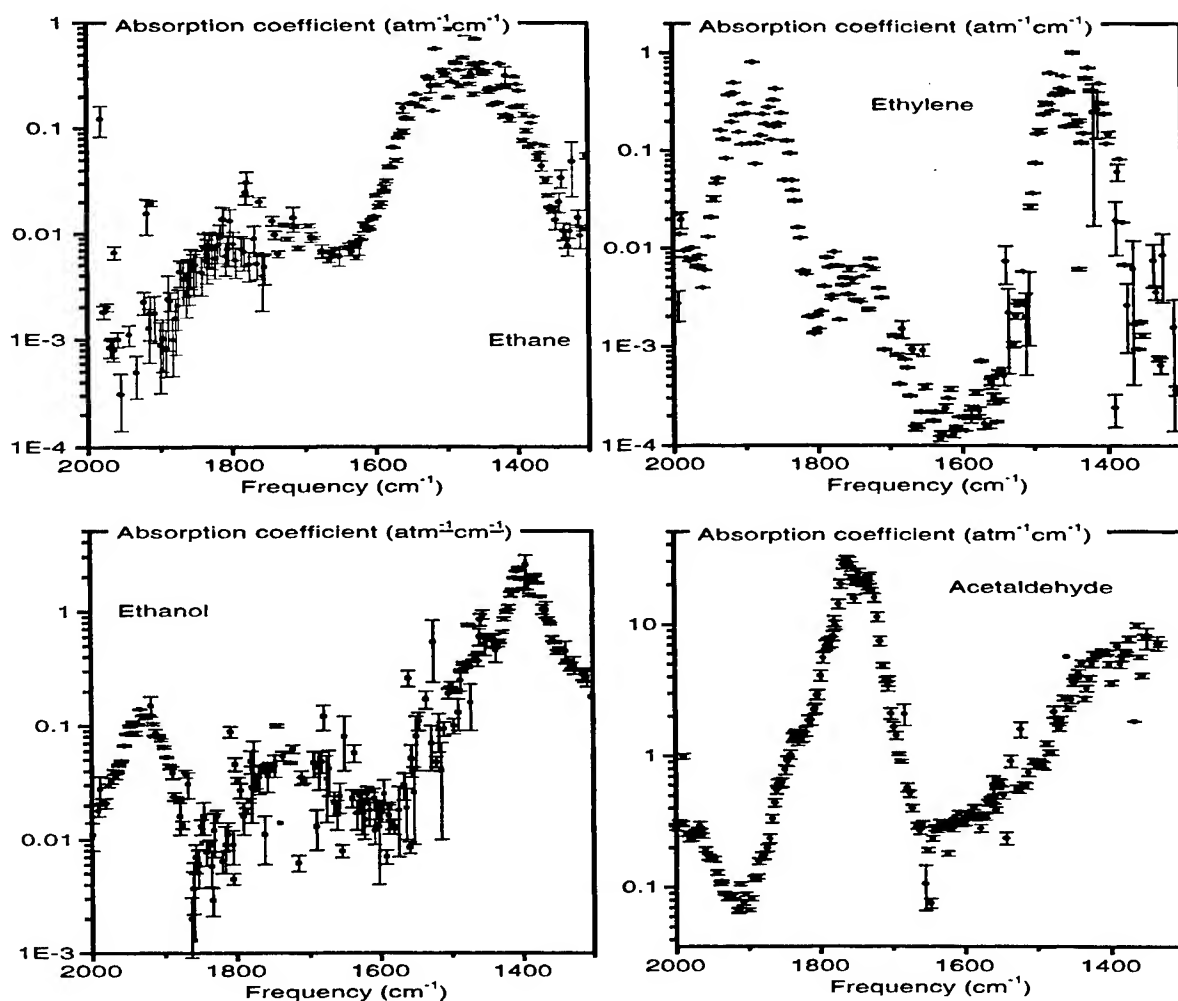 Absorption coefficient (atm⁻¹cm⁻¹)
1
0.1
0.01
1E-3
1E-4
Ethane
2000 1800 1600 1400
Frequency (cm⁻¹)
Absorption coefficient (atm⁻¹cm⁻¹)
1
0.1
0.01
1E-3
1E-4
Ethylene
2000 1800 1600 1400
Frequency (cm⁻¹)
Absorption coefficient (atm⁻¹cm⁻¹)
Ethanol
1
0.1
0.01
1E-3
2000 1800 1600 1400
Frequency (cm⁻¹)
Absorption coefficient (atm⁻¹cm⁻¹)
Acetaldehyde
10
1
0.1
2000 1800 1600 1400
Frequency (cm⁻¹)